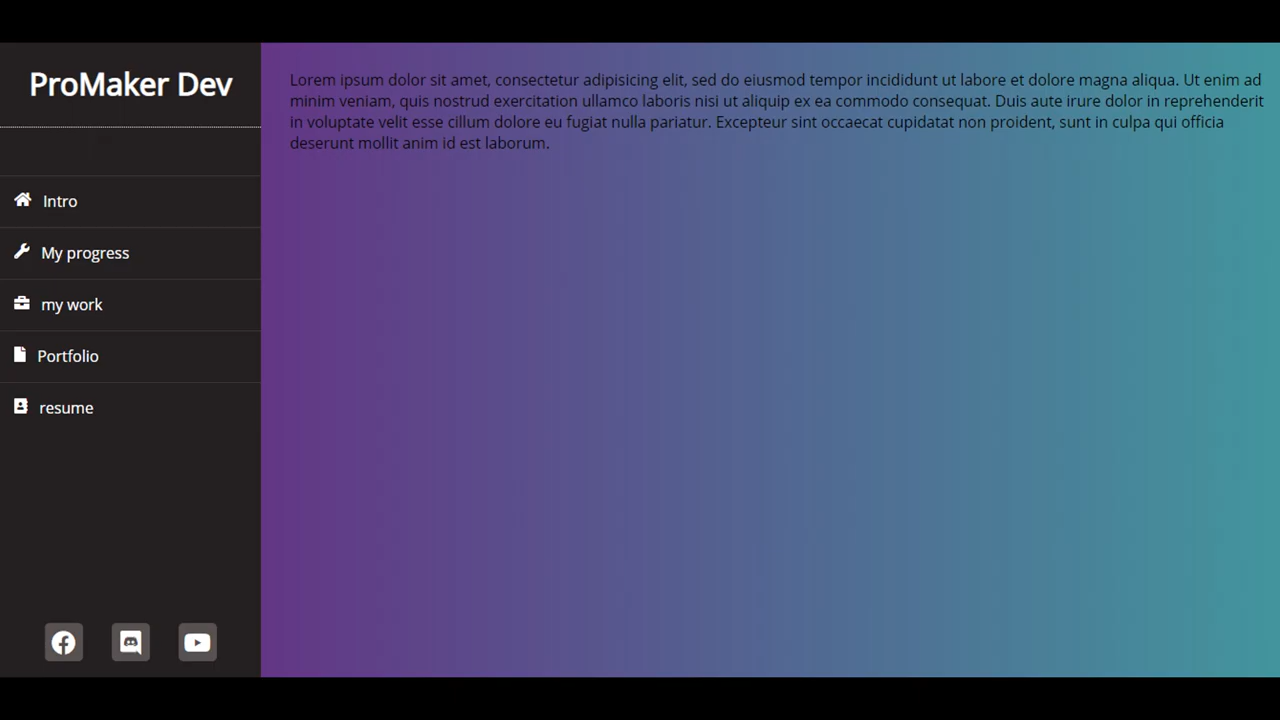 ProMaker Dev
Intro
My progress
my work
Portfolio
resume
Lorem ipsum dolor sit amet, consectetur adipisicing elit, sed do eiusmod tempor incididunt ut labore et dolore magna aliqua. Ut enim ad
minim veniam, quis nostrud exercitation ullamco laboris nisi ut aliquip ex ea commodo consequat. Duis aute irure dolor in reprehenderit
in voluptate velit esse cillum dolore eu fugiat nulla pariatur. Excepteur sint occaecat cupidatat non proident, sunt in culpa qui officia
deserunt mollit anim id est laborum.